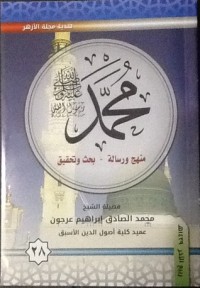 هدية مجلة الأزهر
محمد
منهج ورسالة - بحث وتحقيق
فضيلة الشيخ
محمد الصادق إبراهيم عرجون
عميد كلية أصول الدين الأسبق
٢٨